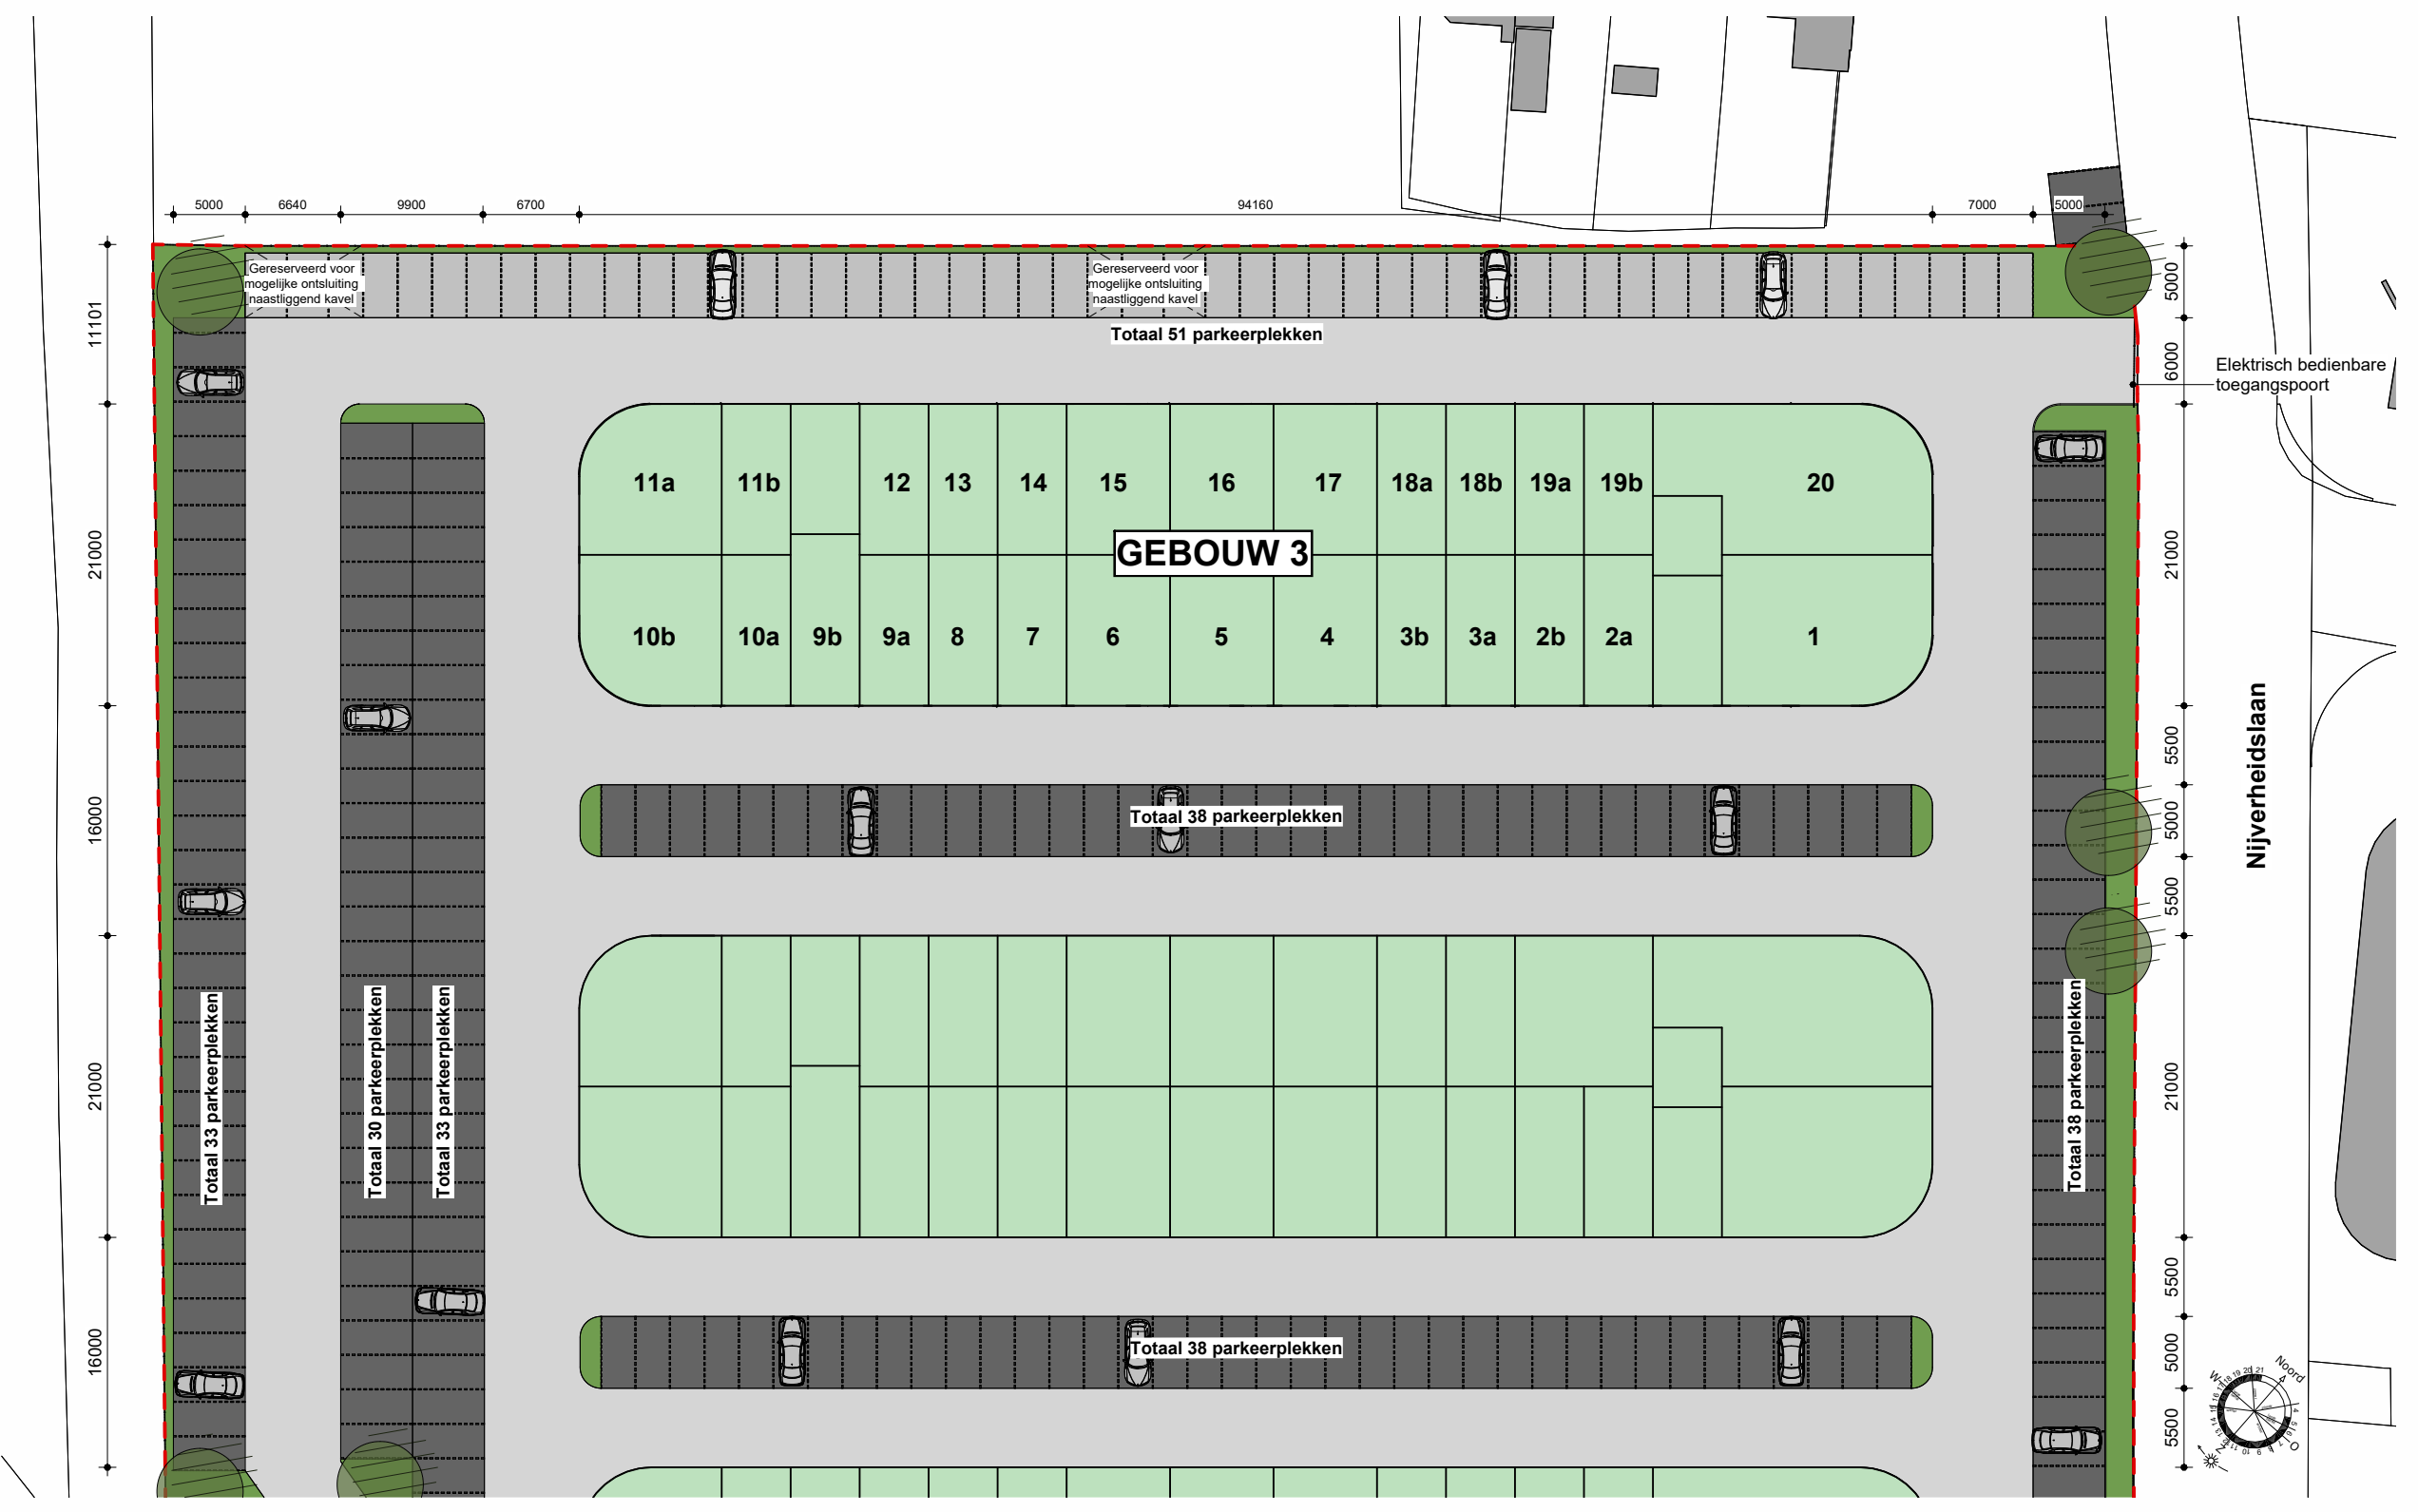 5000 6640 9900 6700 94160 7000 5000
Gereserveerd voor
mogelijke ontsluiting
naastliggend kavel
Gereserveerd voor
mogelijke ontsluiting
naastliggend kavel
Totaal 51 parkeerplekken
11101
21000
16000
21000
16000
5000
6000
Elektrisch bedienbare
toegangspoort
21000
5500
5000
5500
21000
5500
5000
5500
11a 11b 12 13 14 15 16 17 18a 18b 19a 19b 20
GEBOUW 3
10b 10a 9b 9a 8 7 6 5 4 3b 3a 2b 2a 1
Totaal 38 parkeerplekken
Nijverheidslaan
Totaal 33 parkeerplekken
Totaal 30 parkeerplekken
Totaal 33 parkeerplekken
Totaal 38 parkeerplekken
Totaal 38 parkeerplekken
Noord
W
O
Z